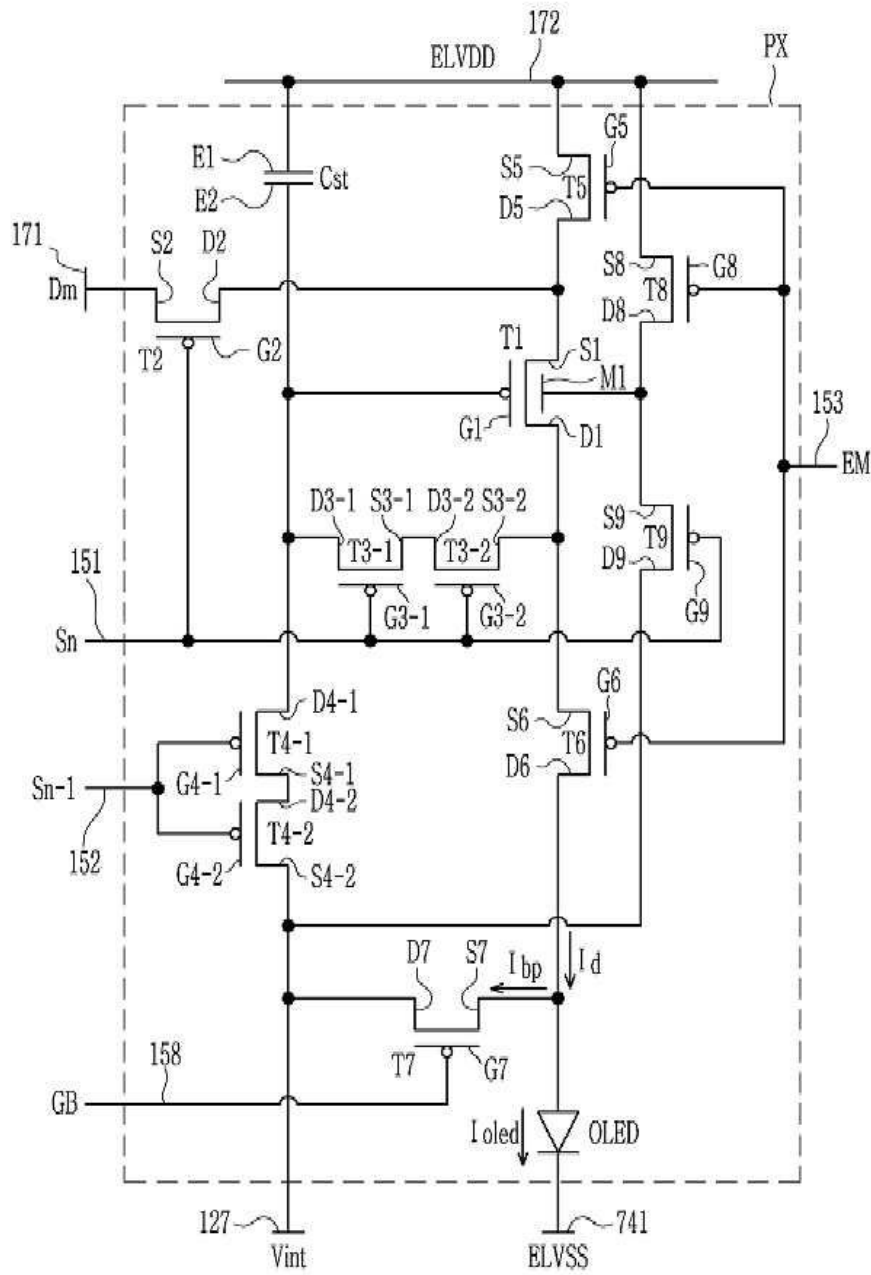 172
ELVDD
PX
G5
E1
Cst
E2
S5
T5
D5
171
S2
D2
Dm
S8
G8
T8
D8
T2
G2
T1
S1
M1
G1
D1
153
EM
D3-1
S3-1
D3-2
S3-2
S9
T9
D9
G9
T3-1
T3-2
151
G3-1
G3-2
Sn
G6
D4-1
S6
T6
D6
T4-1
G4-1
S4-1
Sn-1
D4-2
152
T4-2
G4-2
S4-2
D7
S7
Ibp
Id
T7
G7
158
GB
Ioled
OLED
127
741
Vint
ELVSS